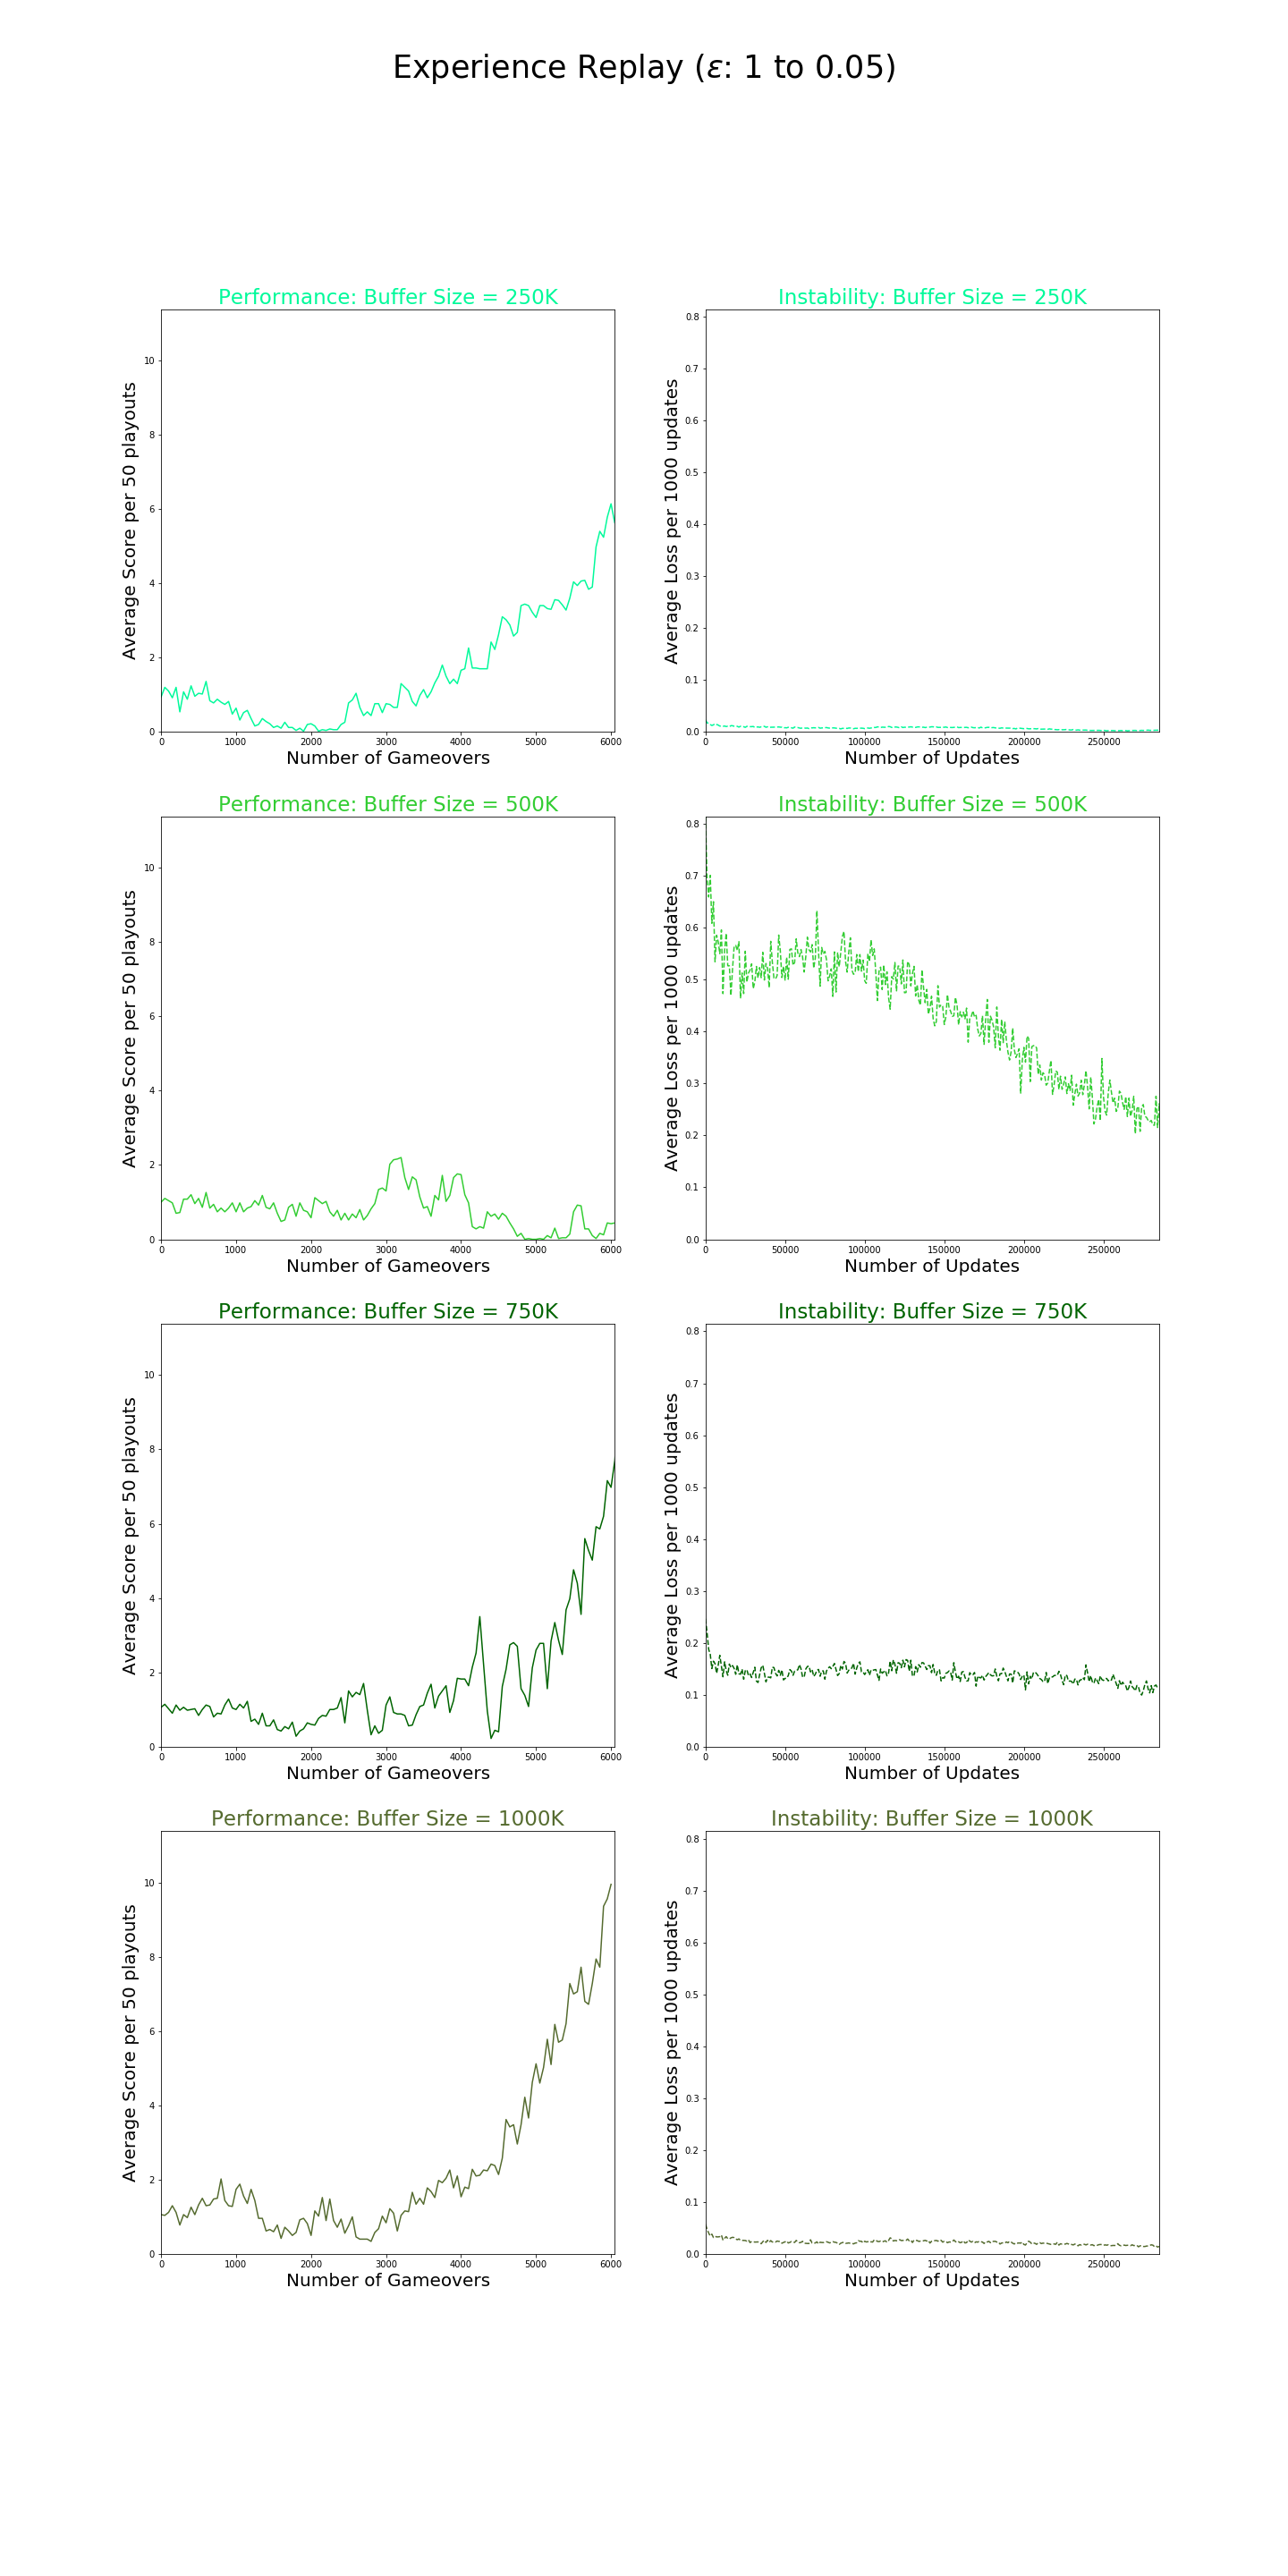 Experience Replay (ε: 1 to 0.05)
Performance: Buffer Size = 250K
Average Score per 50 playouts
10
8
6
4
2
0
0 1000 2000 3000 4000 5000 6000
Number of Gameovers
Instability: Buffer Size = 250K
Average Loss per 1000 updates
0.8
0.7
0.6
0.5
0.4
0.3
0.2
0.1
0.0
0 50000 100000 150000 200000 250000
Number of Updates
Performance: Buffer Size = 500K
Average Score per 50 playouts
10
8
6
4
2
0
0 1000 2000 3000 4000 5000 6000
Number of Gameovers
Instability: Buffer Size = 500K
Average Loss per 1000 updates
0.8
0.7
0.6
0.5
0.4
0.3
0.2
0.1
0.0
0 50000 100000 150000 200000 250000
Number of Updates
Performance: Buffer Size = 750K
Average Score per 50 playouts
10
8
6
4
2
0
0 1000 2000 3000 4000 5000 6000
Number of Gameovers
Instability: Buffer Size = 750K
Average Loss per 1000 updates
0.8
0.7
0.6
0.5
0.4
0.3
0.2
0.1
0.0
0 50000 100000 150000 200000 250000
Number of Updates
Performance: Buffer Size = 1000K
Average Score per 50 playouts
10
8
6
4
2
0
0 1000 2000 3000 4000 5000 6000
Number of Gameovers
Instability: Buffer Size = 1000K
Average Loss per 1000 updates
0.8
0.7
0.6
0.5
0.4
0.3
0.2
0.1
0.0
0 50000 100000 150000 200000 250000
Number of Updates